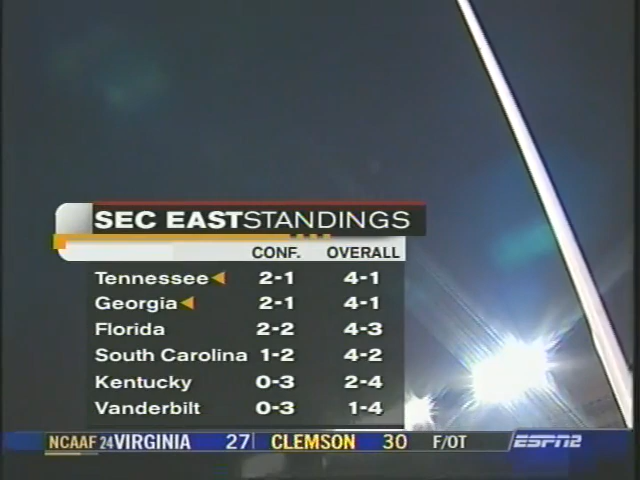 SEC EAST STANDINGS
CONF. OVERALL
Tennessee 2-1 4-1
Georgia 2-1 4-1
Florida 2-2 4-3
South Carolina 1-2 4-2
Kentucky 0-3 2-4
Vanderbilt 0-3 1-4
NCAAF 24 VIRGINIA 27 CLEMSON 30 F/OT ESPN2